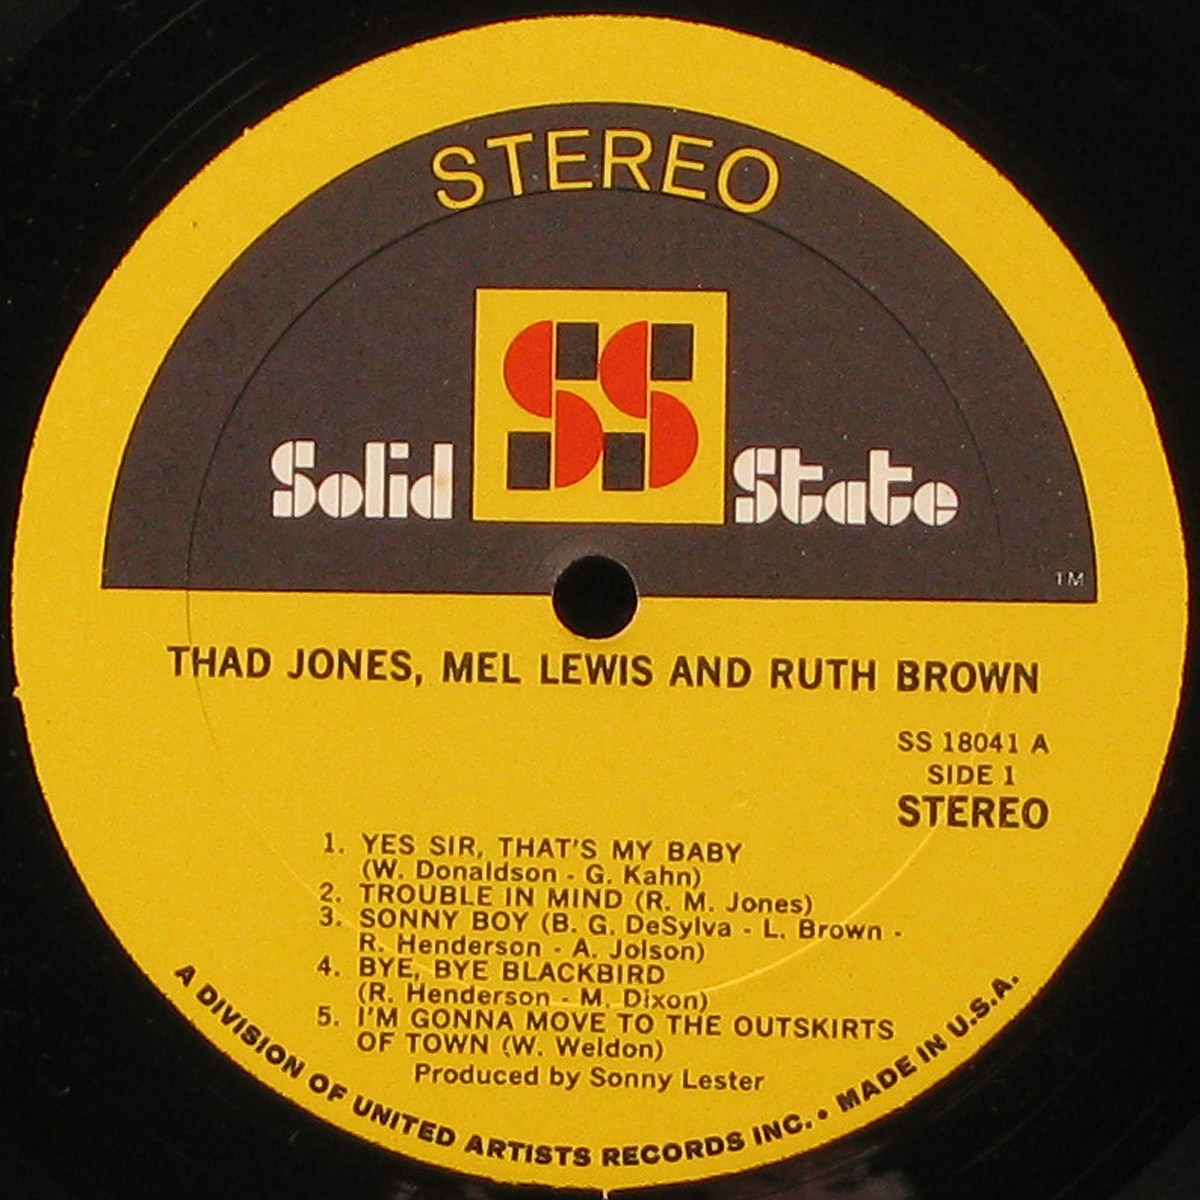 STEREO
SS
Solid State
TM
THAD JONES, MEL LEWIS AND RUTH BROWN
SS 18041 A
SIDE 1
STEREO
1. YES SIR, THAT'S MY BABY
(W. Donaldson - G. Kahn)
2. TROUBLE IN MIND (R. M. Jones)
3. SONNY BOY (B. G. DeSylva - L. Brown -
R. Henderson - A. Jolson)
4. BYE, BYE BLACKBIRD
(R. Henderson - M. Dixon)
5. I'M GONNA MOVE TO THE OUTSKIRTS
OF TOWN (W. Weldon)
Produced by Sonny Lester
A DIVISION OF UNITED ARTISTS RECORDS INC. • MADE IN U.S.A.